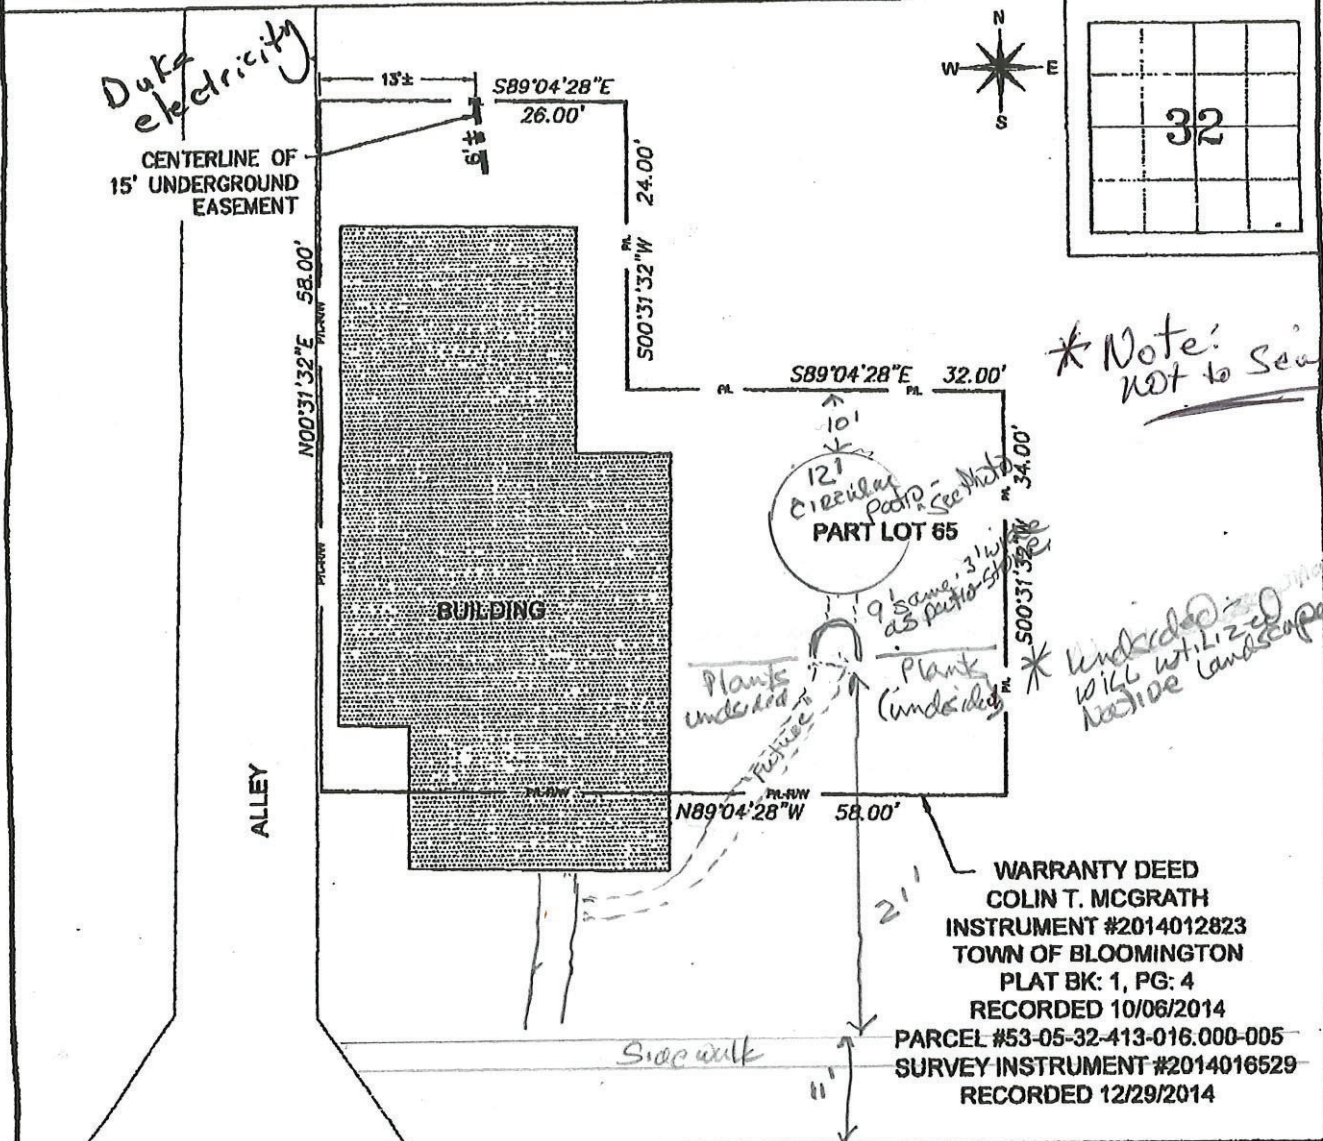 Duke
electricity
13'±
S89°04'28"E
26.00'
N
W
E
S
32
CENTERLINE OF
15' UNDERGROUND
EASEMENT
6'±
24.00'
S00°31'32"W
P/L
N00°31'32"E 58.00'
P/L-R/W
P/L-R/W
* Note:
Not to
S89°04'28"E 32.00'
P/L
P/L
10'
12'
circular
patio - see Photo
PART LOT 65
P/L
34.00'
S00°31'32"W
P/L
9' same, 3' wide
as patio stone
BUILDING
Plants
undecided
Plants
(undecided)
* Undecided
will utilize
Native Landscape
Future
P/L-R/W
P/L-R/W
N89°04'28"W 58.00'
ALLEY
21'
WARRANTY DEED
COLIN T. MCGRATH
INSTRUMENT #2014012823
TOWN OF BLOOMINGTON
PLAT BK: 1, PG: 4
RECORDED 10/06/2014
PARCEL #53-05-32-413-016.000-005
SURVEY INSTRUMENT #2014016529
RECORDED 12/29/2014
Sidewalk
11'